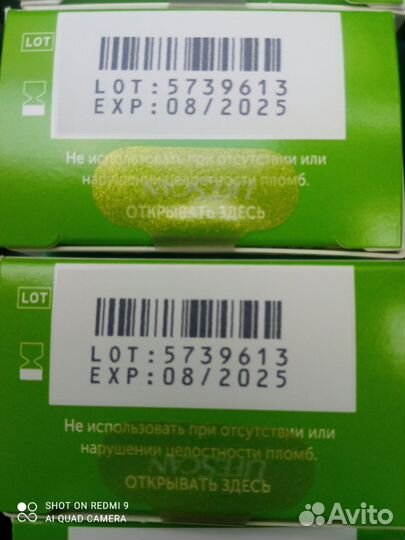 LOT
LOT:5739613
EXP:08/2025
Не использовать при отсутствии или
нарушении целостности пломб.
LIFESCAN
ОТКРЫВАТЬ ЗДЕСЬ
LOT
LOT:5739613
EXP:08/2025
Не использовать при отсутствии или
нарушении целостности пломб.
LIFESCAN
ОТКРЫВАТЬ ЗДЕСЬ
SHOT ON REDMI 9
AI QUAD CAMERA
Avito